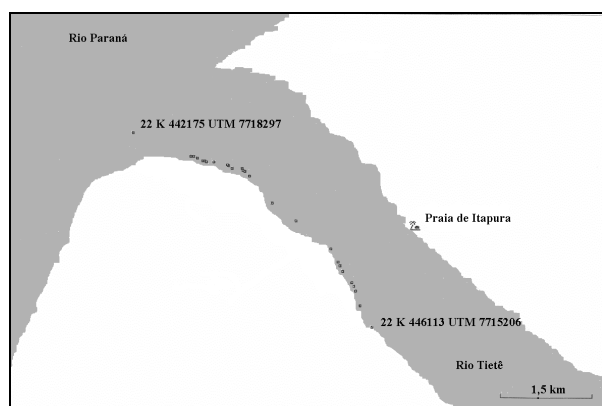 Rio Paraná
22 K 442175 UTM 7718297
Praia de Itapura
22 K 446113 UTM 7715206
Rio Tietê
1,5 km